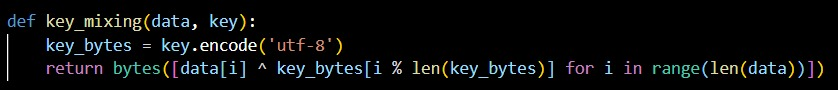 def key_mixing(data, key):
    key_bytes = key.encode('utf-8')
    return bytes([data[i] ^ key_bytes[i % len(key_bytes)] for i in range(len(data))])